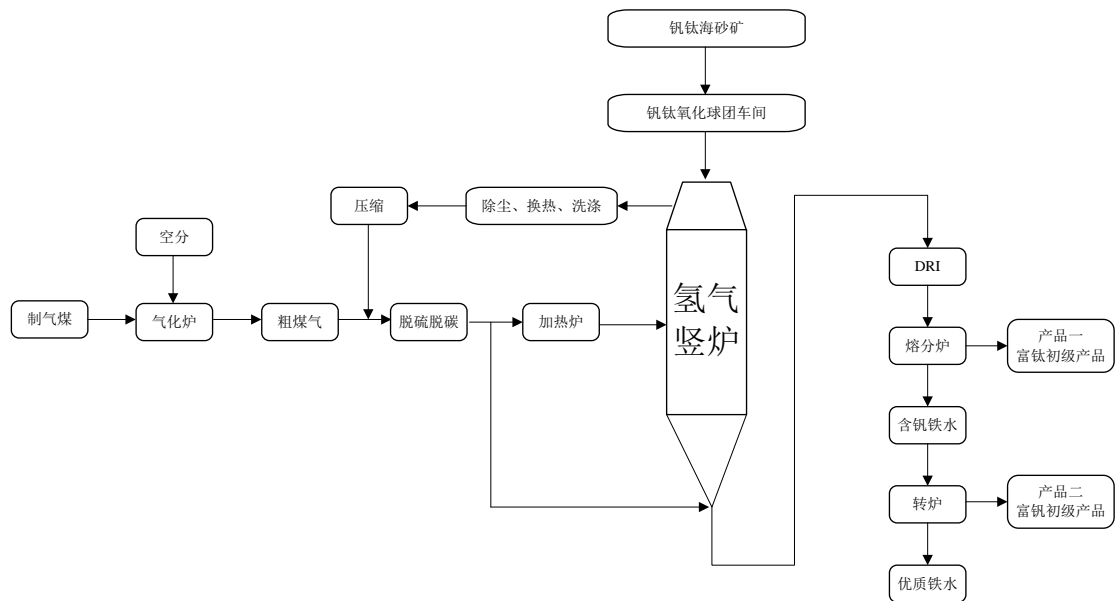 钒钛海砂矿
钒钛氧化球团车间
压缩
除尘、换热、洗涤
空分
制气煤
气化炉
粗煤气
脱硫脱碳
加热炉
氢气
竖炉
DRI
熔分炉
产品一
富钛初级产品
含钒铁水
转炉
产品二
富钒初级产品
优质铁水